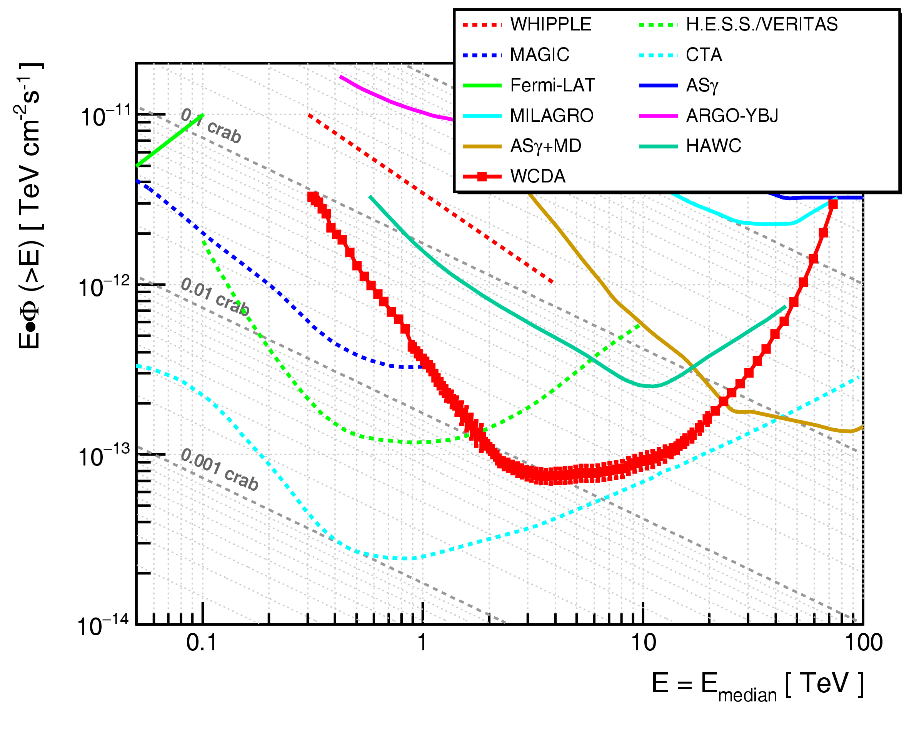 WHIPPLE H.E.S.S./VERITAS
MAGIC CTA
Fermi-LAT ASγ
MILAGRO ARGO-YBJ
ASγ+MD HAWC
WCDA
E•Φ (>E) [ TeV cm⁻²s⁻¹ ]
10⁻¹¹
10⁻¹²
10⁻¹³
10⁻¹⁴
0.1 crab
0.01 crab
0.001 crab
0.1 1 10 100
E = E_median [ TeV ]